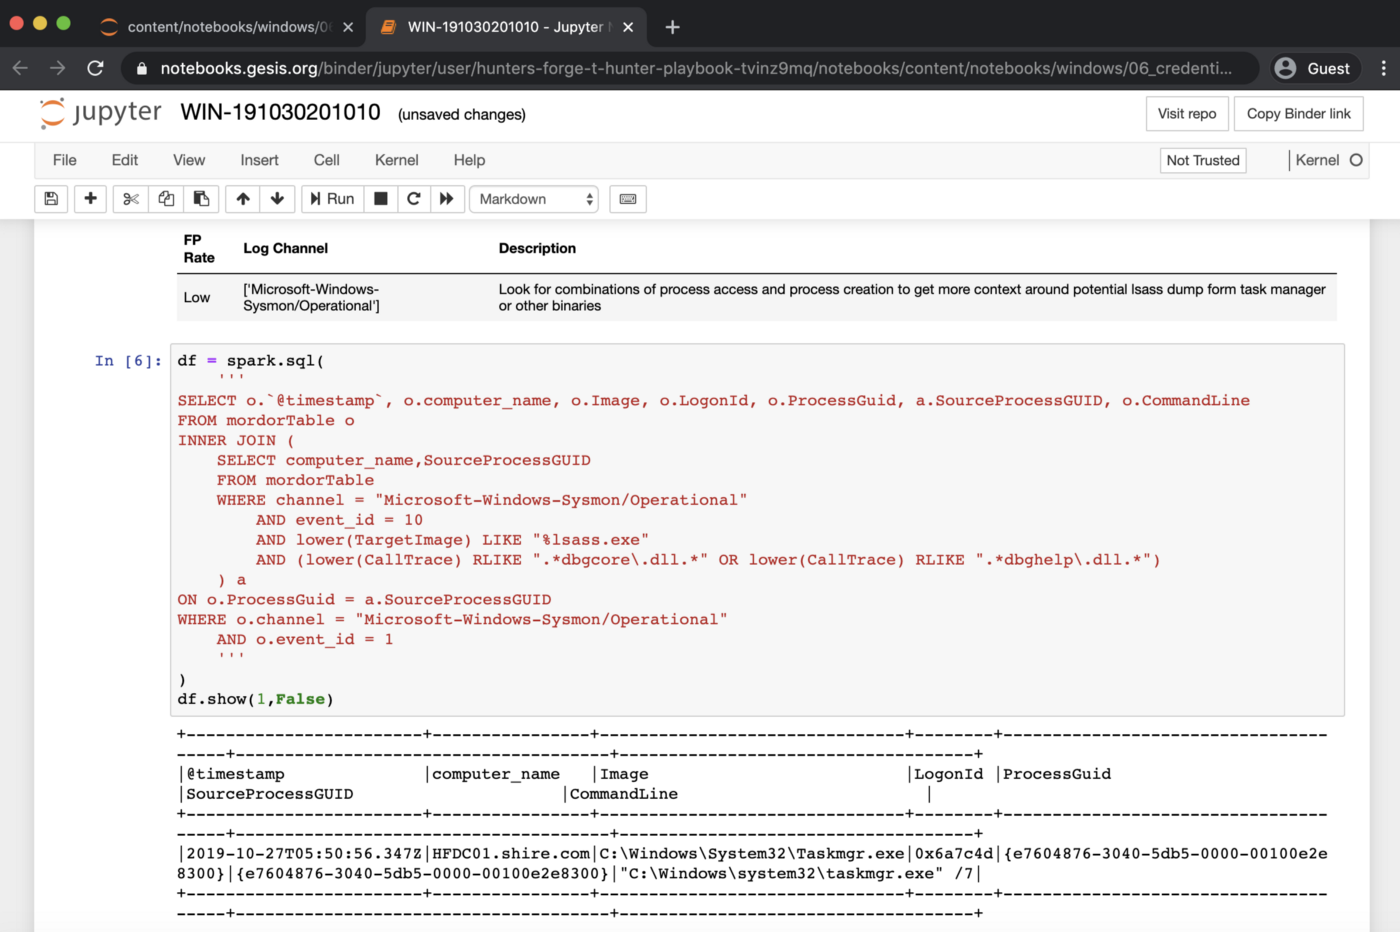 content/notebooks/windows/0
WIN-191030201010 - Jupyter
notebooks.gesis.org/binder/jupyter/user/hunters-forge-t-hunter-playbook-tvinz9mq/notebooks/content/notebooks/windows/06_credenti...
Guest
jupyter WIN-191030201010 (unsaved changes)
Visit repo
Copy Binder link
File Edit View Insert Cell Kernel Help
Not Trusted
Kernel
Run
Markdown
FP Rate Log Channel Description
Low ['Microsoft-Windows-Sysmon/Operational'] Look for combinations of process access and process creation to get more context around potential lsass dump form task manager
or other binaries
In [6]: df = spark.sql(
'''
SELECT o.`@timestamp`, o.computer_name, o.Image, o.LogonId, o.ProcessGuid, a.SourceProcessGUID, o.CommandLine
FROM mordorTable o
INNER JOIN (
SELECT computer_name,SourceProcessGUID
FROM mordorTable
WHERE channel = "Microsoft-Windows-Sysmon/Operational"
AND event_id = 10
AND lower(TargetImage) LIKE "%lsass.exe"
AND (lower(CallTrace) RLIKE ".*dbgcore\.dll.*" OR lower(CallTrace) RLIKE ".*dbghelp\.dll.*")
) a
ON o.ProcessGuid = a.SourceProcessGUID
WHERE o.channel = "Microsoft-Windows-Sysmon/Operational"
AND o.event_id = 1
'''
)
df.show(1,False)
+------------------------+----------------+-------------------------------+--------+---------------------------------
-----+--------------------------------------+------------------------------------+
|@timestamp |computer_name |Image |LogonId |ProcessGuid
|SourceProcessGUID |CommandLine |
+------------------------+----------------+-------------------------------+--------+---------------------------------
-----+--------------------------------------+------------------------------------+
|2019-10-27T05:50:56.347Z|HFDC01.shire.com|C:\Windows\System32\Taskmgr.exe|0x6a7c4d|{e7604876-3040-5db5-0000-00100e2e
8300}|{e7604876-3040-5db5-0000-00100e2e8300}|"C:\Windows\system32\taskmgr.exe" /7|
+------------------------+----------------+-------------------------------+--------+---------------------------------
-----+--------------------------------------+------------------------------------+